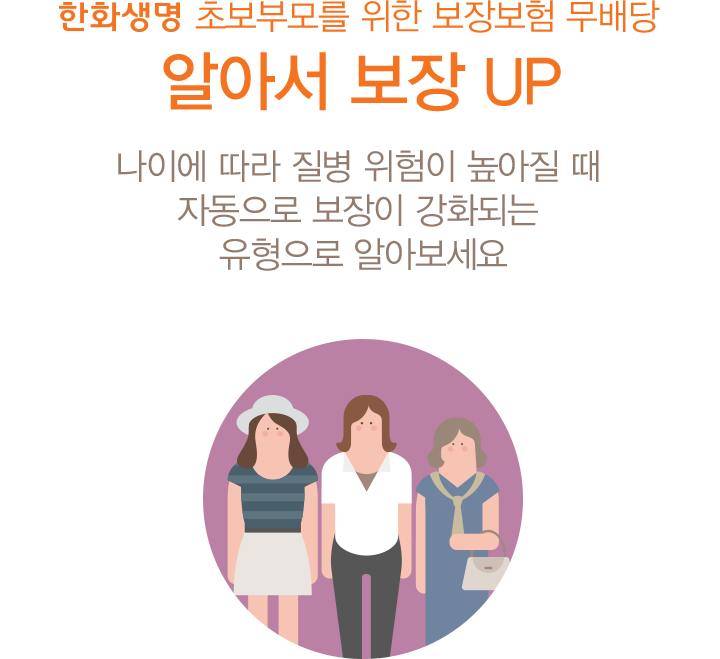 한화생명 초보부모를 위한 보장보험 무배당
알아서 보장 UP
나이에 따라 질병 위험이 높아질 때
자동으로 보장이 강화되는
유형으로 알아보세요